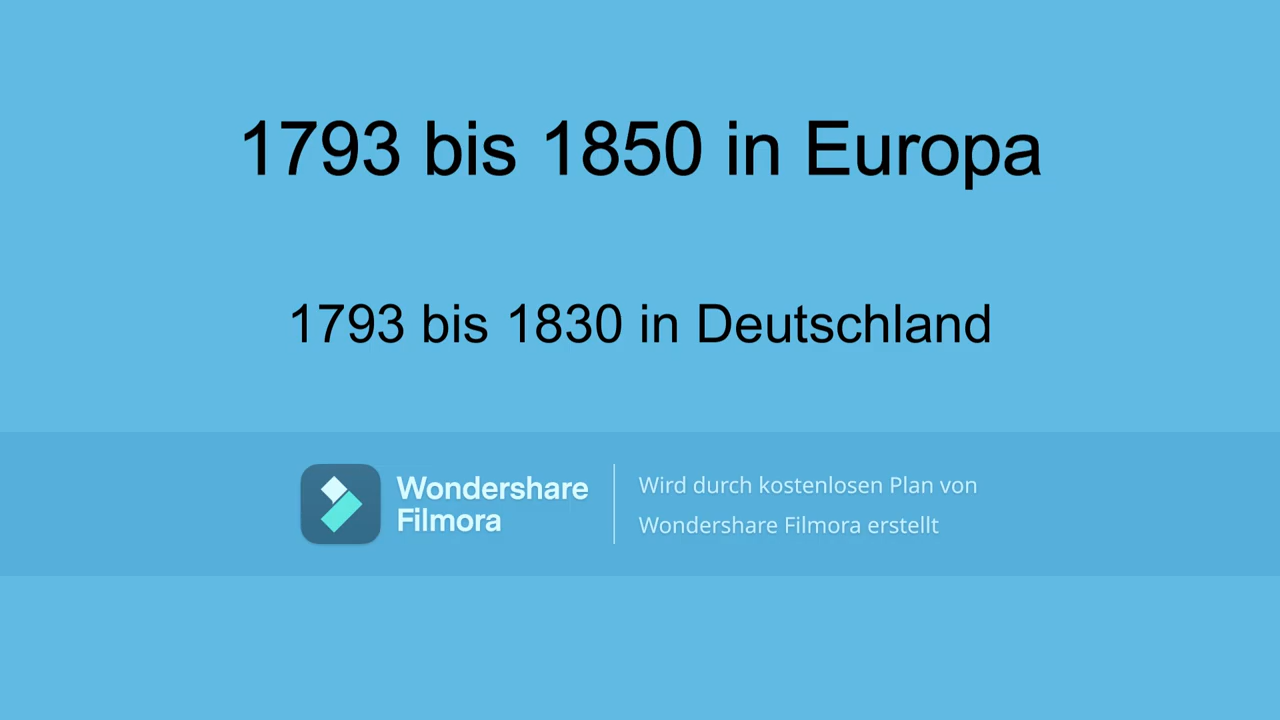 1793 bis 1850 in Europa
1793 bis 1830 in Deutschland
Wondershare
Filmora
Wird durch kostenlosen Plan von
Wondershare Filmora erstellt